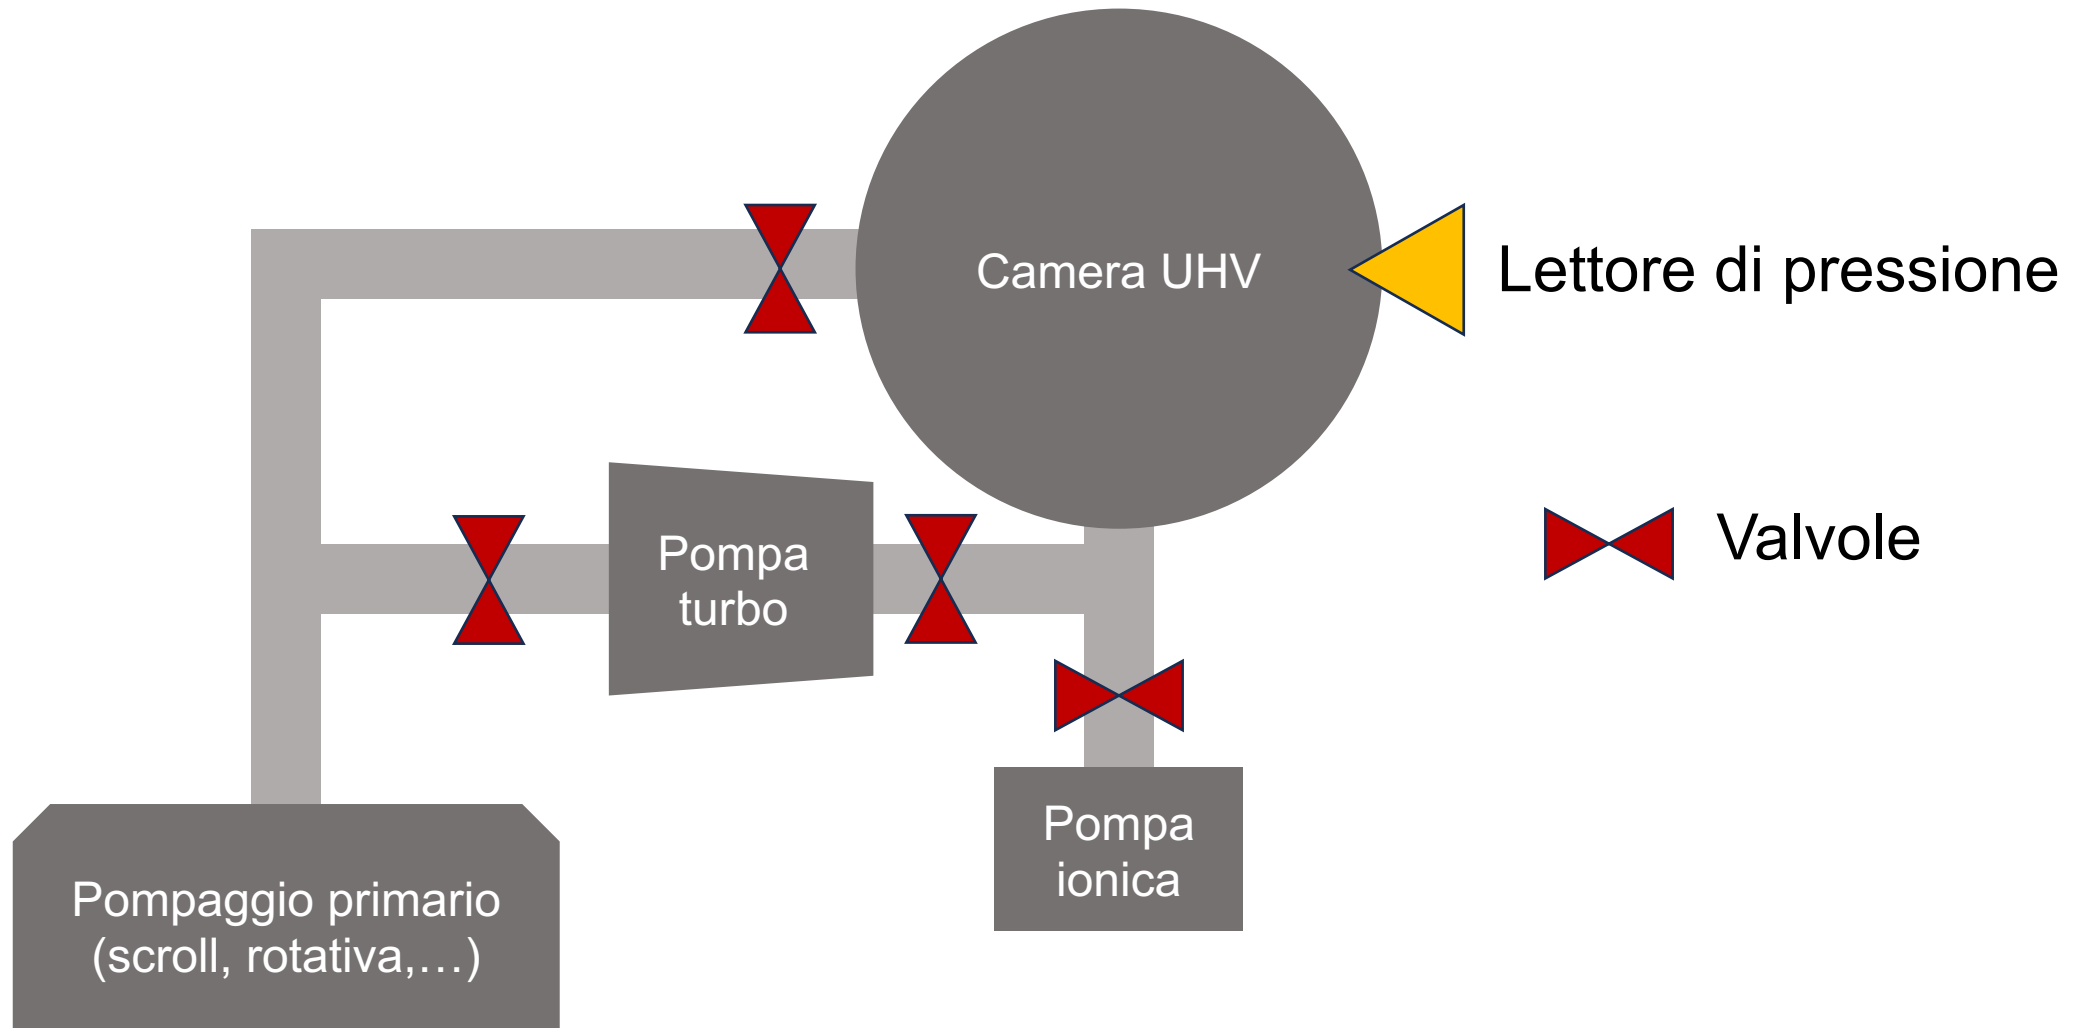 Camera UHV
Lettore di pressione
Valvole
Pompa
turbo
Pompa
ionica
Pompaggio primario
(scroll, rotativa,…)